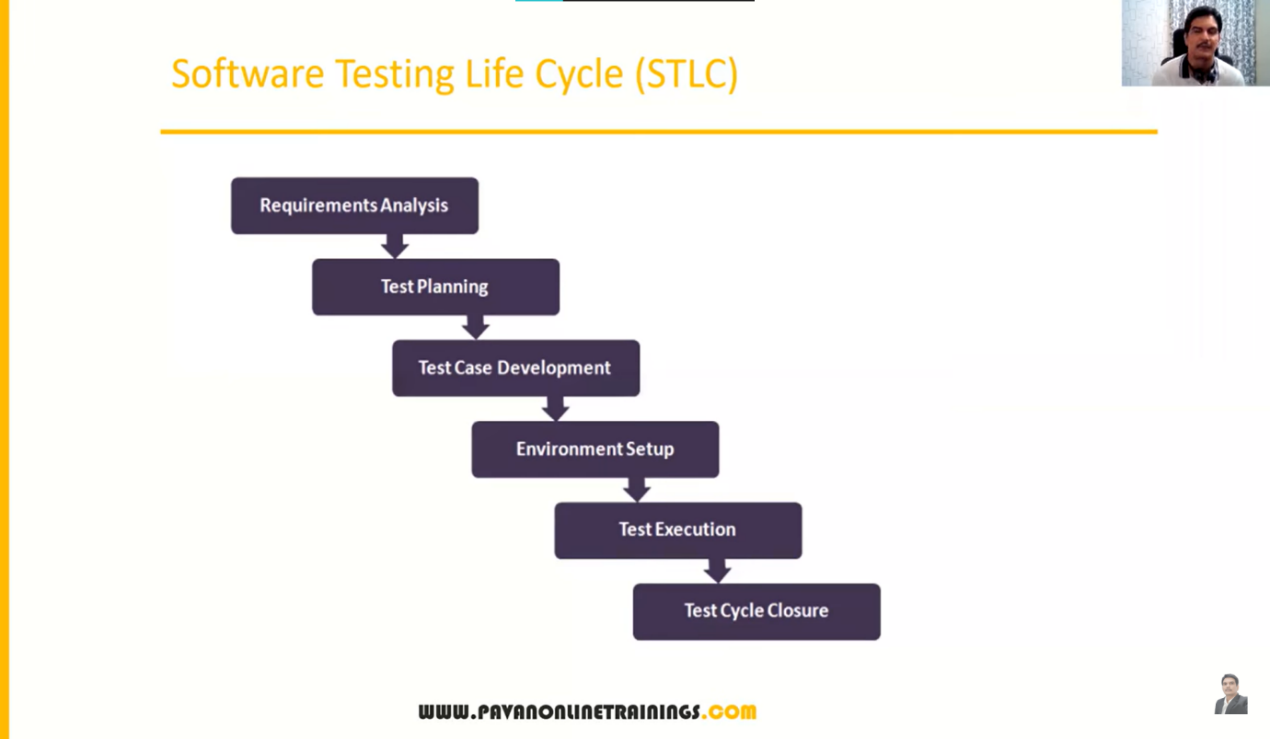 Software Testing Life Cycle (STLC)
Requirements Analysis
Test Planning
Test Case Development
Environment Setup
Test Execution
Test Cycle Closure
WWW.PAVANONLINETRAININGS.COM